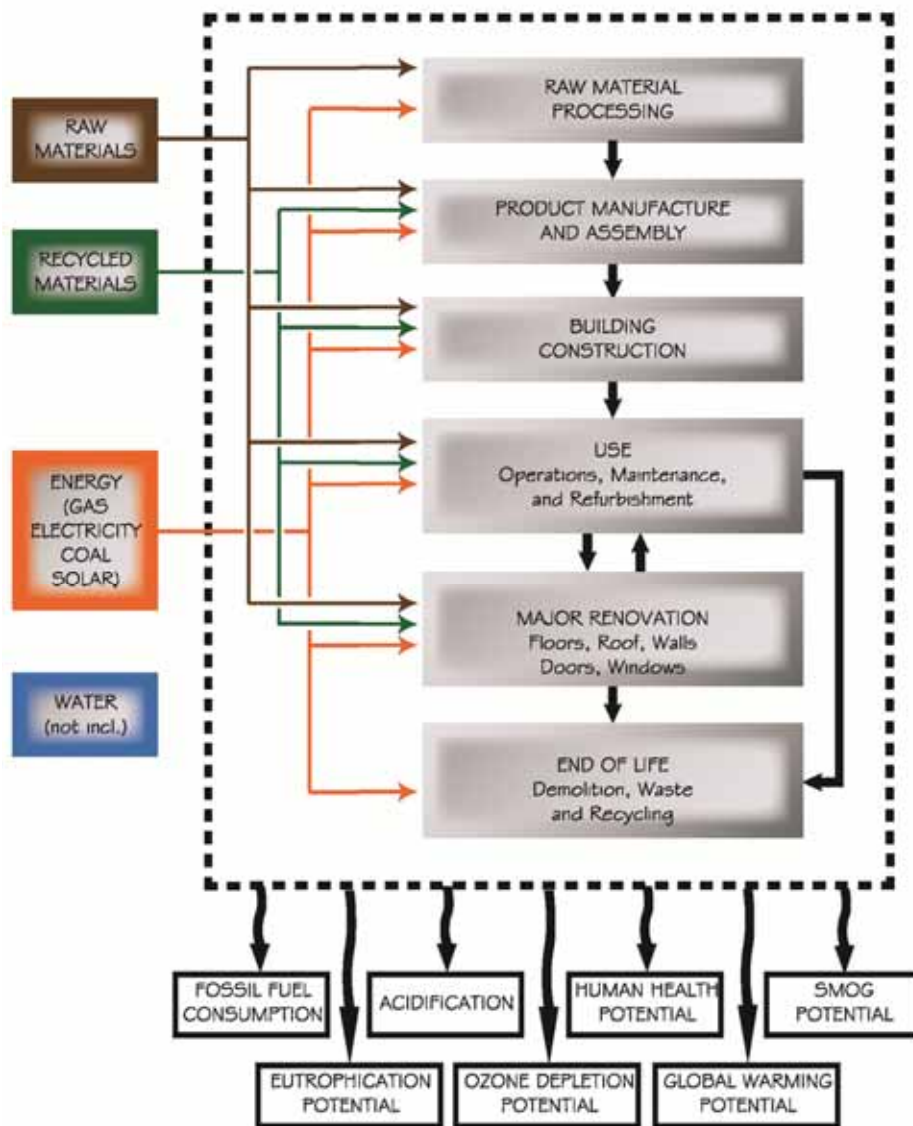 RAW
MATERIALS
RECYCLED
MATERIALS
ENERGY
(GAS
ELECTRICITY
COAL
SOLAR)
WATER
(not incl.)
RAW MATERIAL
PROCESSING
PRODUCT MANUFACTURE
AND ASSEMBLY
BUILDING
CONSTRUCTION
USE
Operations, Maintenance,
and Refurbishment
MAJOR RENOVATION
Floors, Roof, Walls
Doors, Windows
END OF LIFE
Demolition, Waste
and Recycling
FOSSIL FUEL
CONSUMPTION
ACIDIFICATION
HUMAN HEALTH
POTENTIAL
SMOG
POTENTIAL
EUTROPHICATION
POTENTIAL
OZONE DEPLETION
POTENTIAL
GLOBAL WARMING
POTENTIAL